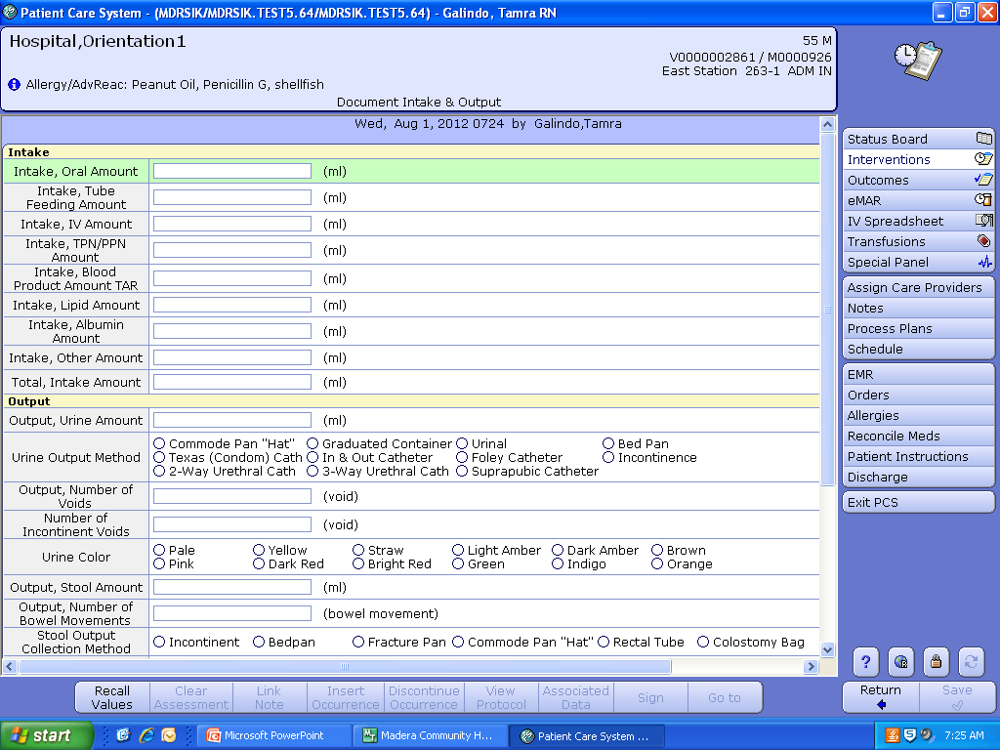 Patient Care System - (MDRSIK/MDRSIK.TEST5.64/MDRSIK.TEST5.64) - Galindo, Tamra RN
Hospital,Orientation1
55 M
V0000002861 / M0000926
East Station 263-1 ADM IN
Allergy/AdvReac: Peanut Oil, Penicillin G, shellfish
Document Intake & Output
Wed, Aug 1, 2012 0724 by Galindo,Tamra
Intake
Intake, Oral Amount (ml)
Intake, Tube
Feeding Amount (ml)
Intake, IV Amount (ml)
Intake, TPN/PPN
Amount (ml)
Intake, Blood
Product Amount TAR (ml)
Intake, Lipid Amount (ml)
Intake, Albumin
Amount (ml)
Intake, Other Amount (ml)
Total, Intake Amount (ml)
Output
Output, Urine Amount (ml)
Urine Output Method
Commode Pan "Hat" Graduated Container Urinal Bed Pan
Texas (Condom) Cath In & Out Catheter Foley Catheter Incontinence
2-Way Urethral Cath 3-Way Urethral Cath Suprapubic Catheter
Output, Number of
Voids (void)
Number of
Incontinent Voids (void)
Urine Color
Pale Yellow Straw Light Amber Dark Amber Brown
Pink Dark Red Bright Red Green Indigo Orange
Output, Stool Amount (ml)
Output, Number of
Bowel Movements (bowel movement)
Stool Output
Collection Method
Incontinent Bedpan Fracture Pan Commode Pan "Hat" Rectal Tube Colostomy Bag
Status Board
Interventions
Outcomes
eMAR
IV Spreadsheet
Transfusions
Special Panel
Assign Care Providers
Notes
Process Plans
Schedule
EMR
Orders
Allergies
Reconcile Meds
Patient Instructions
Discharge
Exit PCS
?
Recall
Values
Clear
Assessment
Link
Note
Insert
Occurrence
Discontinue
Occurrence
View
Protocol
Associated
Data
Sign
Go to
Return
Save
start
Microsoft PowerPoint
Madera Community H...
Patient Care System ...
7:25 AM